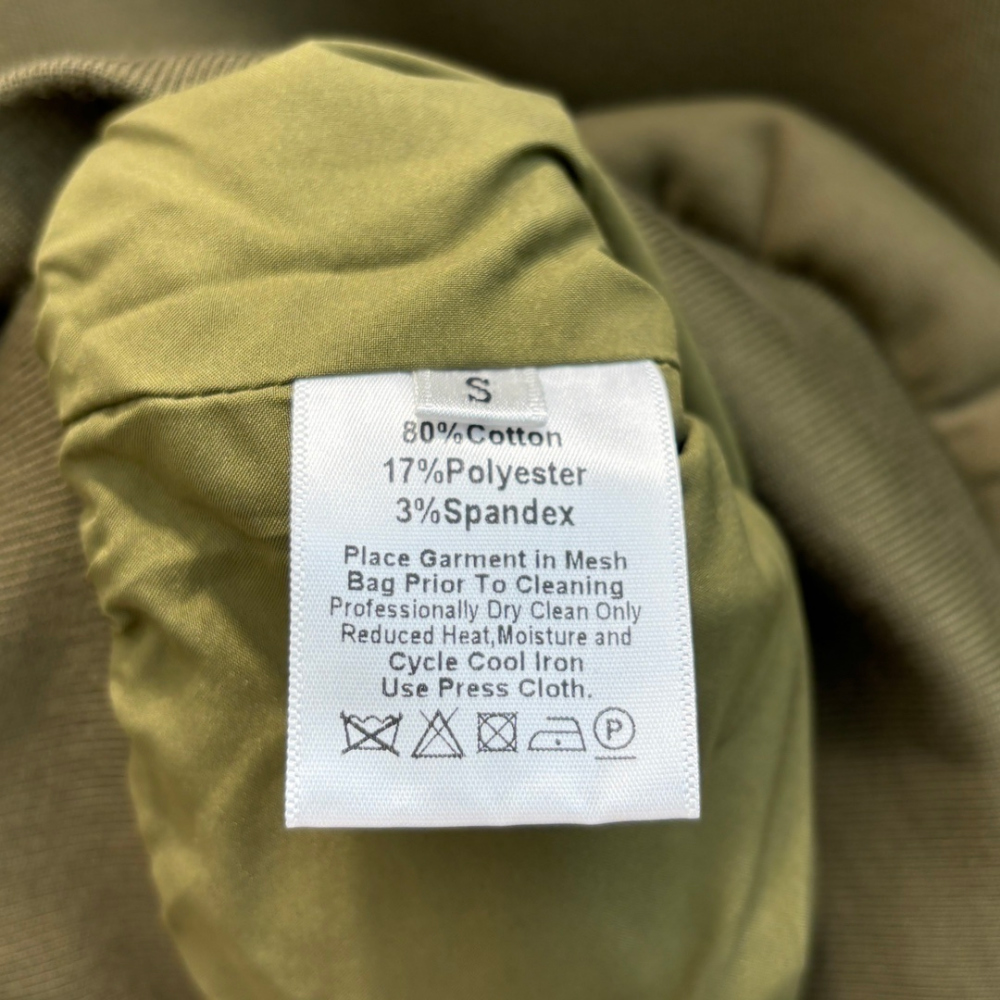 S
80%Cotton
17%Polyester
3%Spandex
Place Garment in Mesh
Bag Prior To Cleaning
Professionally Dry Clean Only
Reduced Heat,Moisture and
Cycle Cool Iron
Use Press Cloth.
P